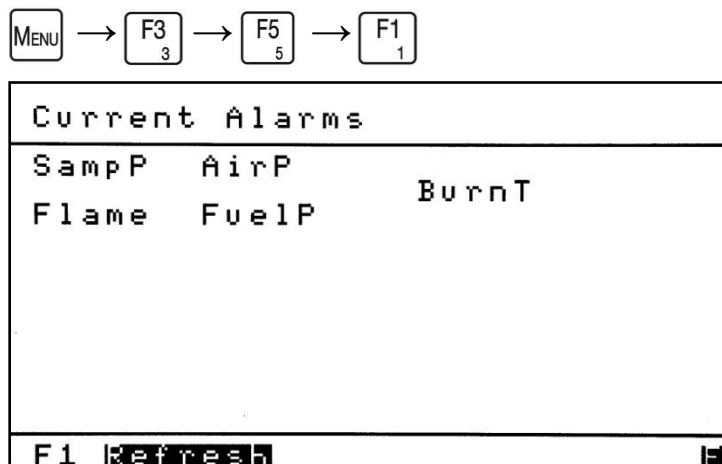 MENU → F3 3 → F5 5 → F1 1
Current Alarms
SampP AirP
BurnT
Flame FuelP
F1 Refresh